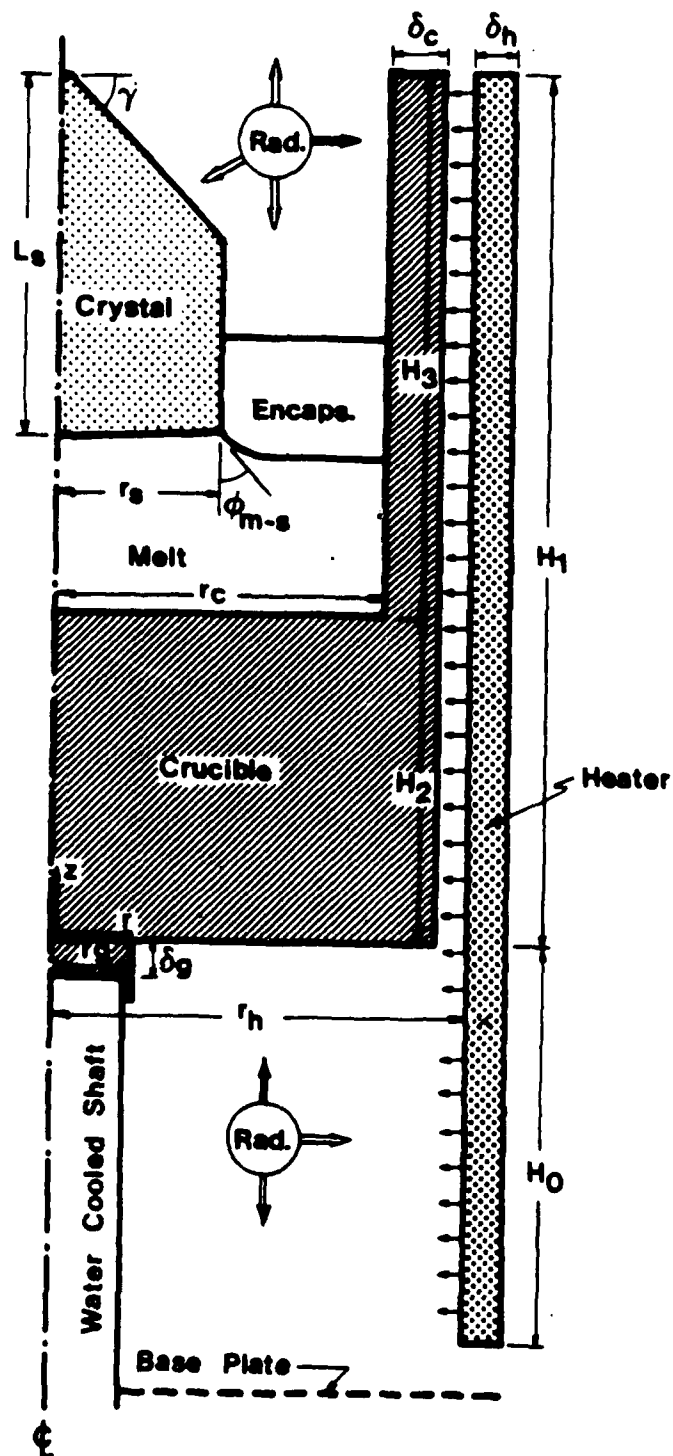 δc
δh
γ
Rad.
Ls
Crystal
H3
Encaps.
rs
ϕm-s
H1
Melt
rc
Crucible
H2
Heater
z
r
rg
δg
rh
Water Cooled Shaft
Rad.
H0
Base Plate
℄